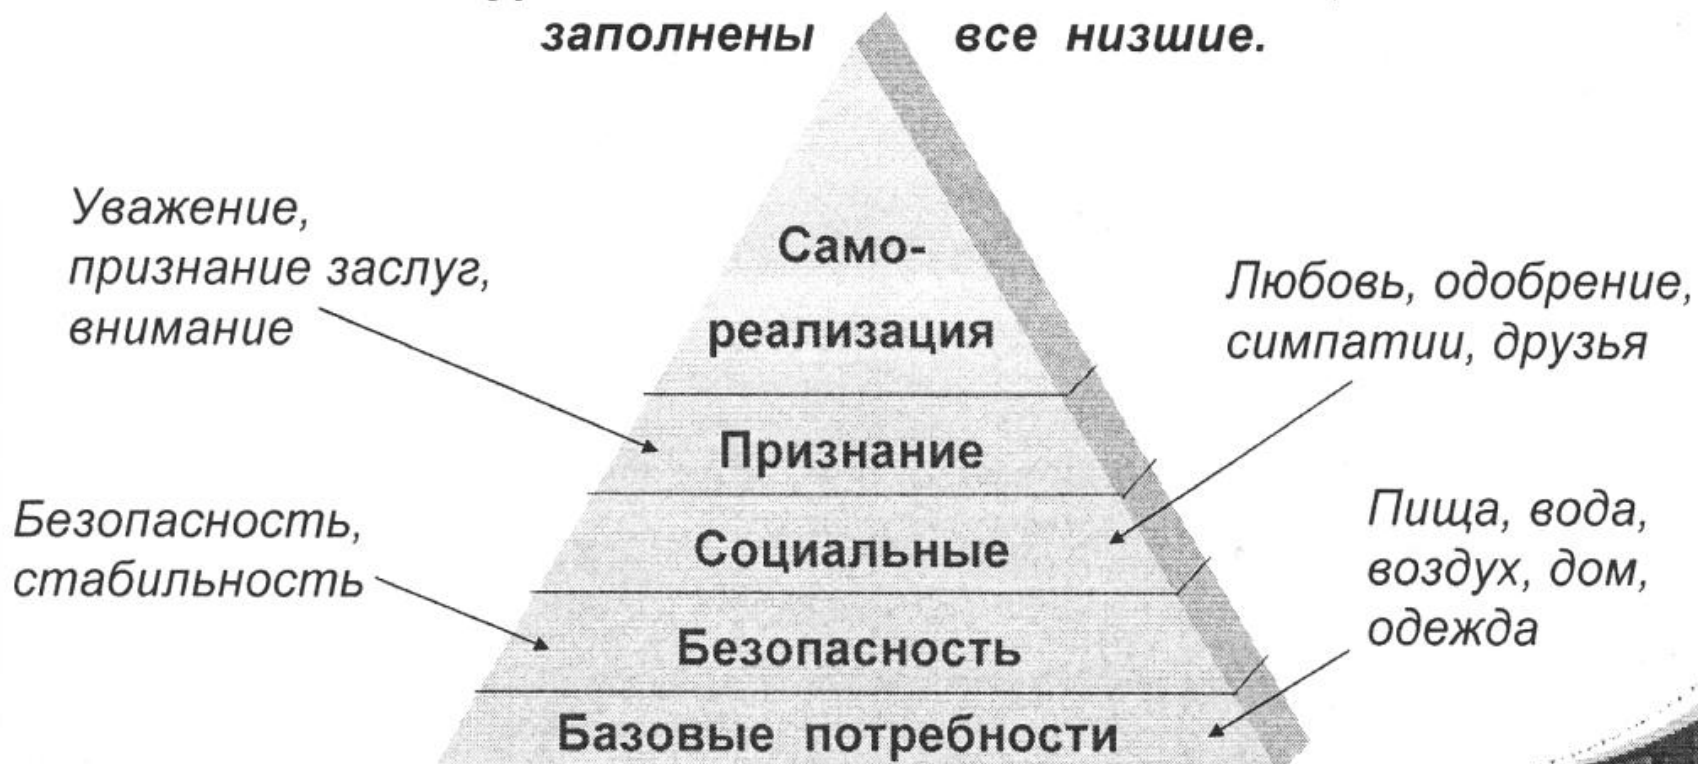 заполнены все низшие.
Уважение,
признание заслуг,
внимание
Само-
реализация
Любовь, одобрение,
симпатии, друзья
Признание
Безопасность,
стабильность
Социальные
Пища, вода,
воздух, дом,
одежда
Безопасность
Базовые потребности